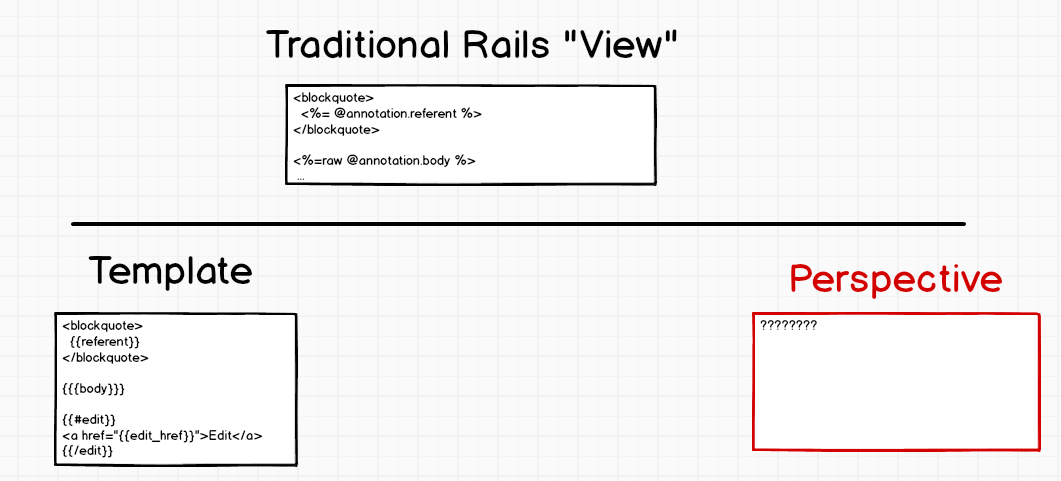 Traditional Rails "View"
<blockquote>
<%= @annotation.referent %>
</blockquote>
<%=raw @annotation.body %>
...
Template
<blockquote>
{{referent}}
</blockquote>
{{{body}}}
{{#edit}}
<a href="{{edit_href}}">Edit</a>
{{/edit}}
Perspective
????????